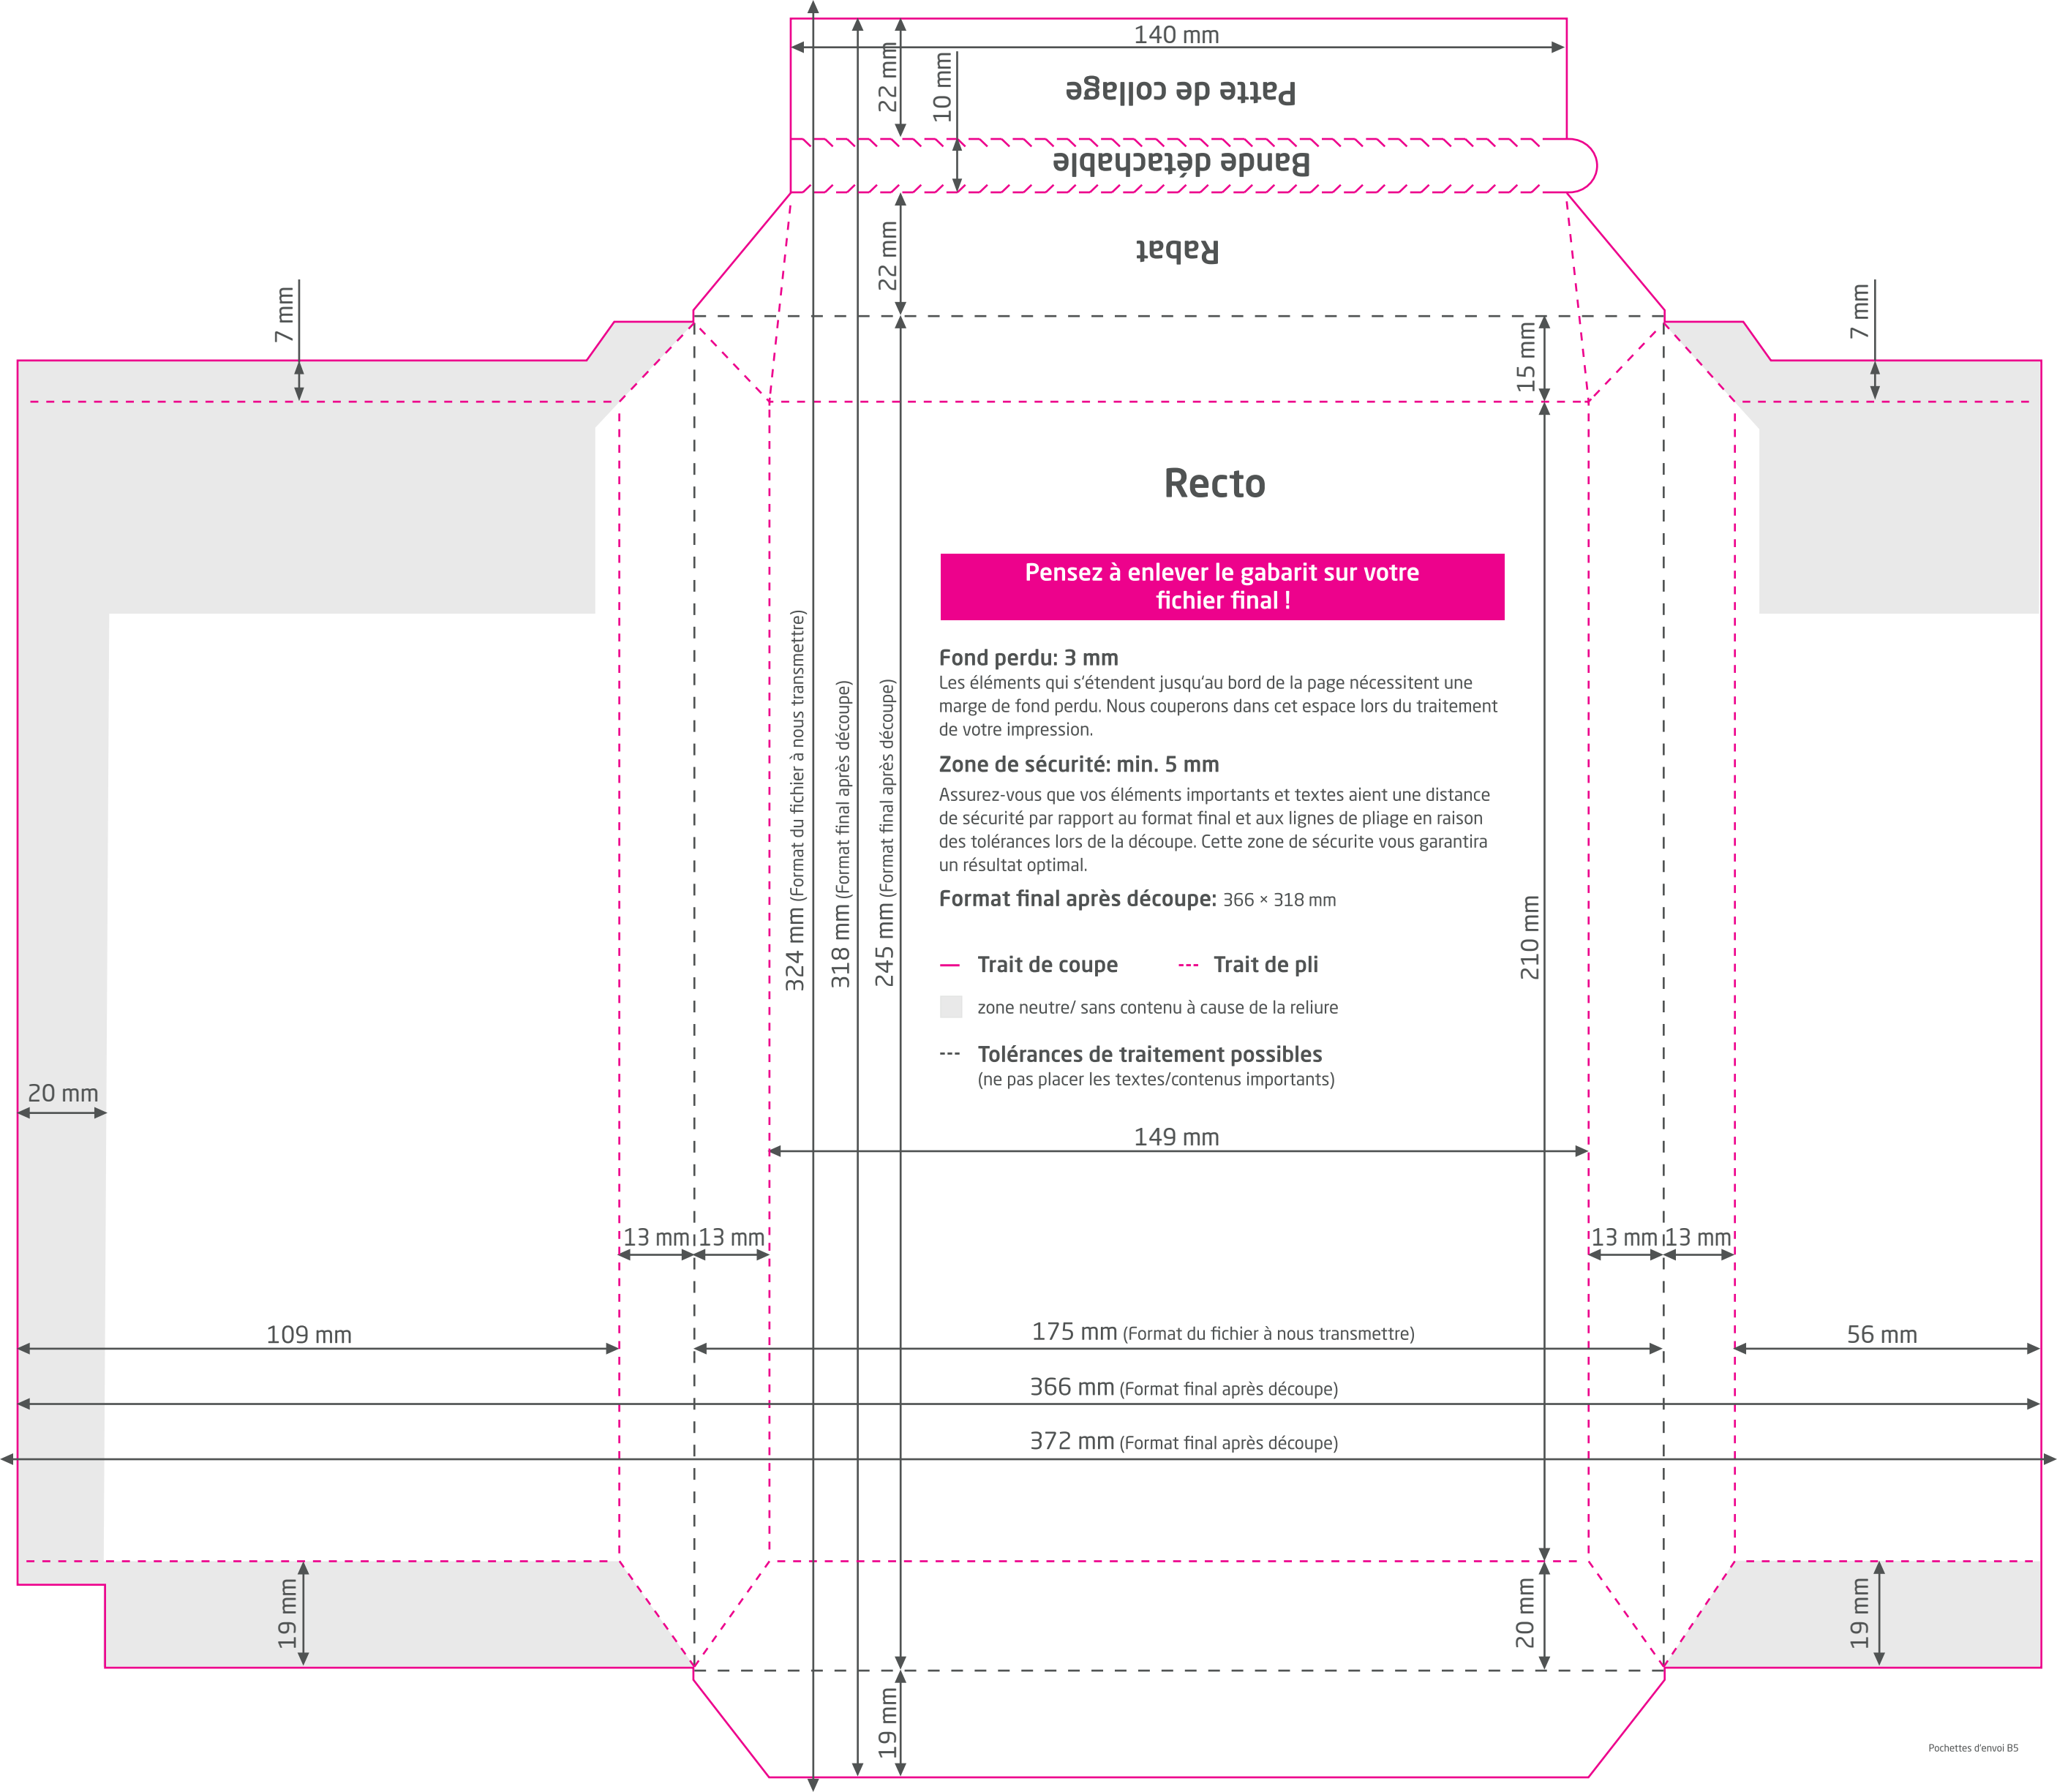 140 mm
22 mm
10 mm
Patte de collage
Bande détachable
22 mm
Rabat
7 mm
7 mm
15 mm
Recto
Pensez à enlever le gabarit sur votre
fichier final !
Fond perdu: 3 mm
Les éléments qui s'étendent jusqu'au bord de la page nécessitent une
marge de fond perdu. Nous couperons dans cet espace lors du traitement
de votre impression.
Zone de sécurité: min. 5 mm
Assurez-vous que vos éléments importants et textes aient une distance
de sécurité par rapport au format final et aux lignes de pliage en raison
des tolérances lors de la découpe. Cette zone de sécurite vous garantira
un résultat optimal.
Format final après découpe: 366 × 318 mm
Trait de coupe
Trait de pli
zone neutre/ sans contenu à cause de la reliure
Tolérances de traitement possibles
(ne pas placer les textes/contenus importants)
324 mm (Format du fichier à nous transmettre)
318 mm (Format final après découpe)
245 mm (Format final après découpe)
210 mm
20 mm
149 mm
13 mm
13 mm
13 mm
13 mm
109 mm
175 mm (Format du fichier à nous transmettre)
56 mm
366 mm (Format final après découpe)
372 mm (Format final après découpe)
19 mm
20 mm
19 mm
19 mm
Pochettes d'envoi B5